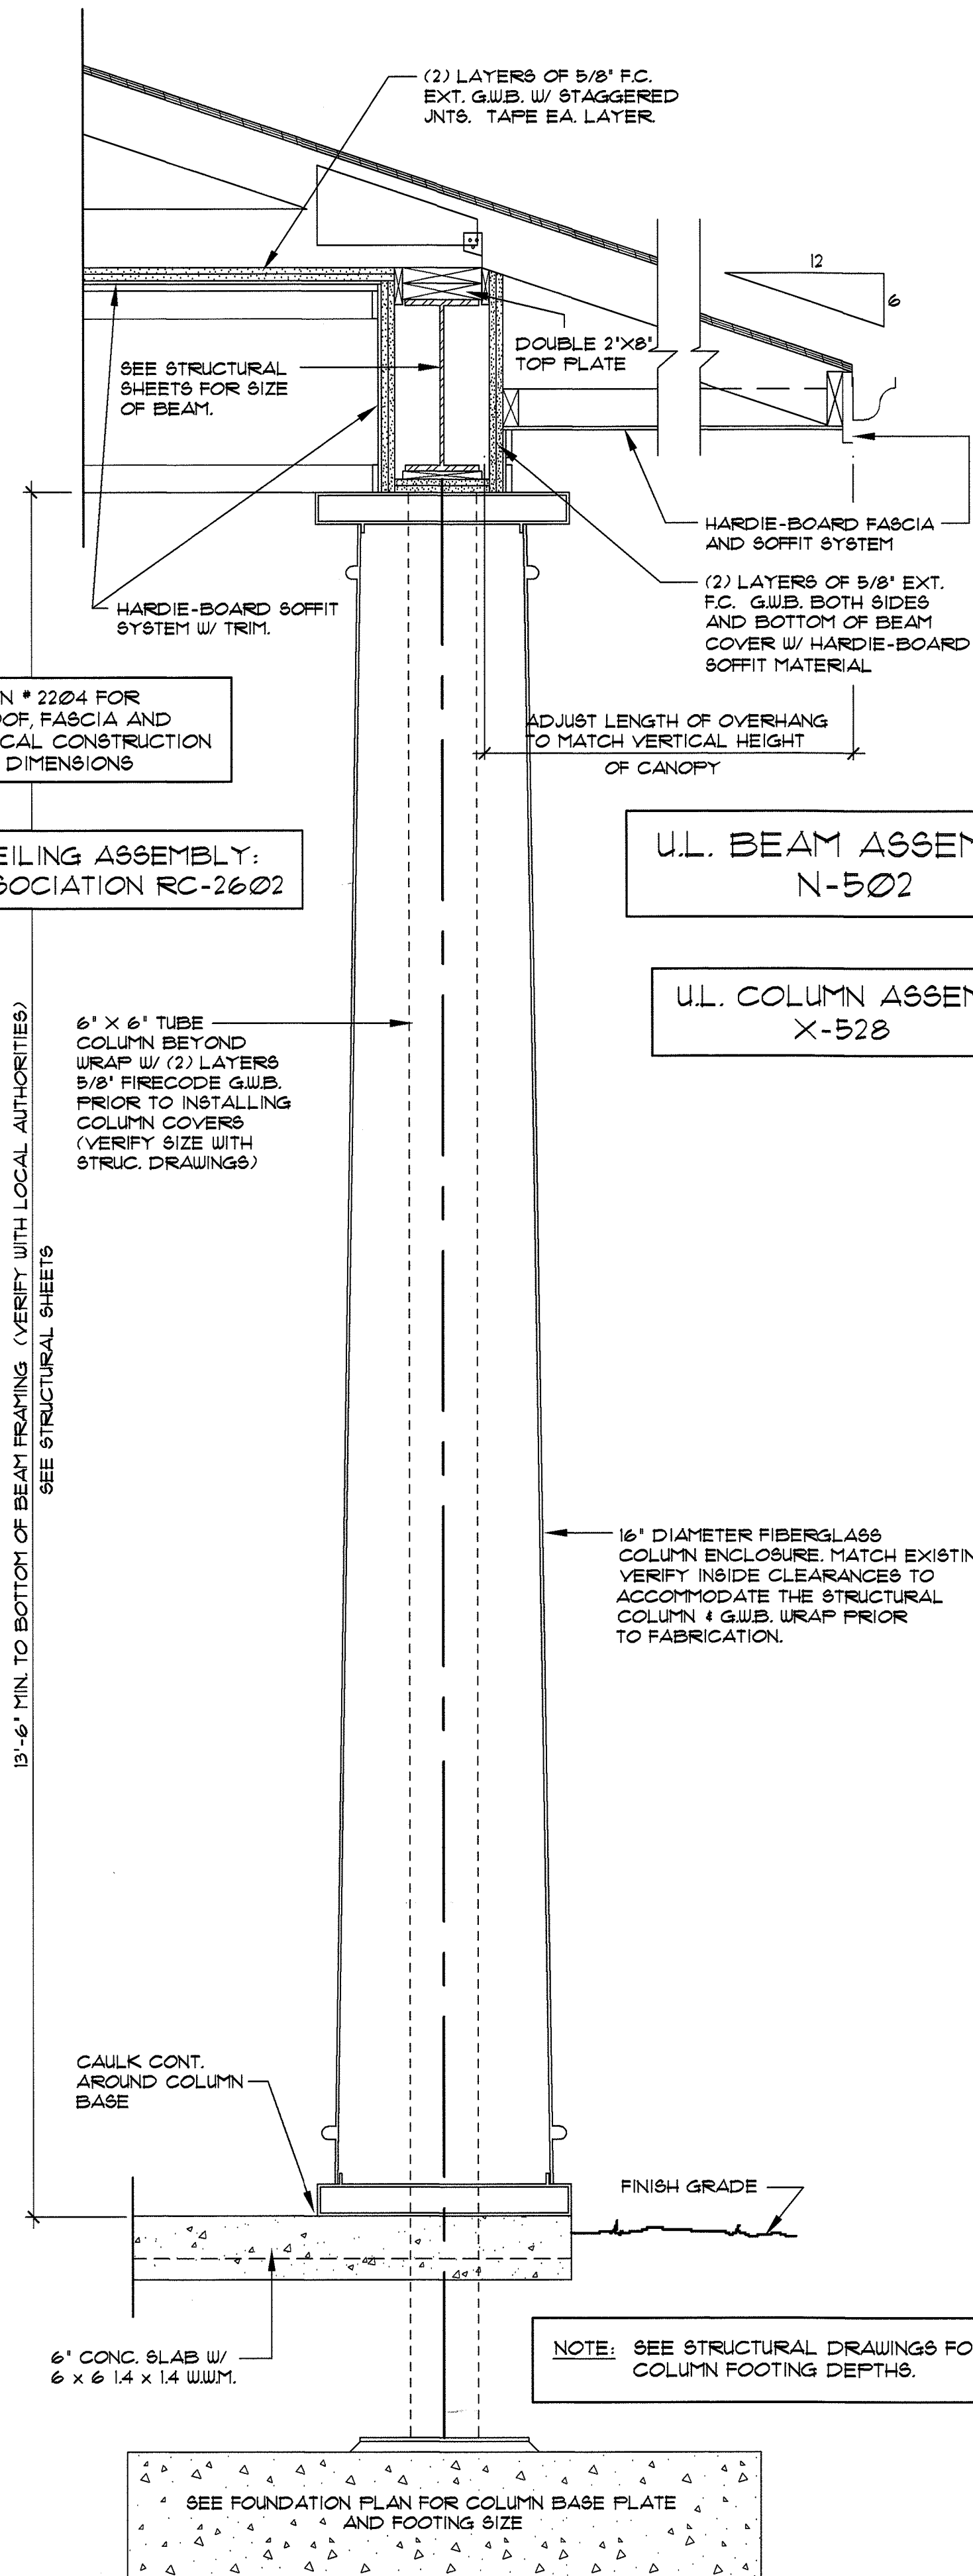 (2) LAYERS OF 5/8" F.C.
EXT. G.W.B. W/ STAGGERED
JNTS. TAPE EA. LAYER.
12
6
DOUBLE 2"X8"
TOP PLATE
SEE STRUCTURAL
SHEETS FOR SIZE
OF BEAM.
HARDIE-BOARD FASCIA
AND SOFFIT SYSTEM
(2) LAYERS OF 5/8" EXT.
F.C. G.W.B. BOTH SIDES
AND BOTTOM OF BEAM
COVER W/ HARDIE-BOARD
SOFFIT MATERIAL
HARDIE-BOARD SOFFIT
SYSTEM W/ TRIM.
N # 2204 FOR
OOF, FASCIA AND
ICAL CONSTRUCTION
DIMENSIONS
ADJUST LENGTH OF OVERHANG
TO MATCH VERTICAL HEIGHT
OF CANOPY
EILING ASSEMBLY:
SOCIATION RC-2602
U.L. BEAM ASSEM
N-502
U.L. COLUMN ASSEM
X-528
6" X 6" TUBE
COLUMN BEYOND
WRAP W/ (2) LAYERS
5/8" FIRECODE G.W.B.
PRIOR TO INSTALLING
COLUMN COVERS
(VERIFY SIZE WITH
STRUC. DRAWINGS)
13'-6" MIN. TO BOTTOM OF BEAM FRAMING (VERIFY WITH LOCAL AUTHORITIES)
SEE STRUCTURAL SHEETS
16" DIAMETER FIBERGLASS
COLUMN ENCLOSURE. MATCH EXISTIN
VERIFY INSIDE CLEARANCES TO
ACCOMMODATE THE STRUCTURAL
COLUMN & G.W.B. WRAP PRIOR
TO FABRICATION.
CAULK CONT.
AROUND COLUMN
BASE
FINISH GRADE
6" CONC. SLAB W/
6 x 6 1.4 x 1.4 W.W.M.
NOTE: SEE STRUCTURAL DRAWINGS FO
COLUMN FOOTING DEPTHS.
SEE FOUNDATION PLAN FOR COLUMN BASE PLATE
AND FOOTING SIZE